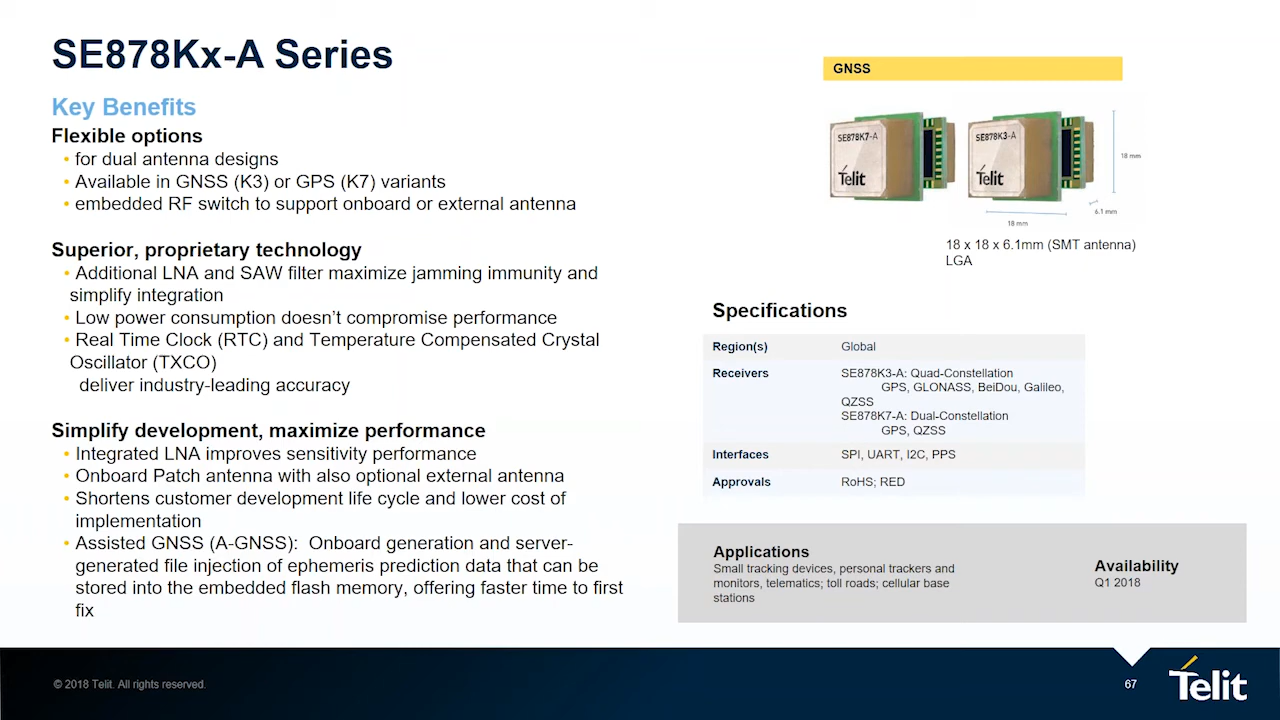 SE878Kx-A Series
Key Benefits
Flexible options
• for dual antenna designs
• Available in GNSS (K3) or GPS (K7) variants
• embedded RF switch to support onboard or external antenna
Superior, proprietary technology
• Additional LNA and SAW filter maximize jamming immunity and
simplify integration
• Low power consumption doesn’t compromise performance
• Real Time Clock (RTC) and Temperature Compensated Crystal
Oscillator (TXCO)
deliver industry-leading accuracy
Simplify development, maximize performance
• Integrated LNA improves sensitivity performance
• Onboard Patch antenna with also optional external antenna
• Shortens customer development life cycle and lower cost of
implementation
• Assisted GNSS (A-GNSS): Onboard generation and server-
generated file injection of ephemeris prediction data that can be
stored into the embedded flash memory, offering faster time to first
fix
GNSS
SE878K7-A
Telit
SE878K3-A
Telit
18 mm
6.1 mm
18 mm
18 x 18 x 6.1mm (SMT antenna)
LGA
Specifications
Region(s) Global
Receivers SE878K3-A: Quad-Constellation
GPS, GLONASS, BeiDou, Galileo,
QZSS
SE878K7-A: Dual-Constellation
GPS, QZSS
Interfaces SPI, UART, I2C, PPS
Approvals RoHS; RED
Applications
Small tracking devices, personal trackers and
monitors, telematics; toll roads; cellular base
stations
Availability
Q1 2018
© 2018 Telit. All rights reserved.
67
Telit